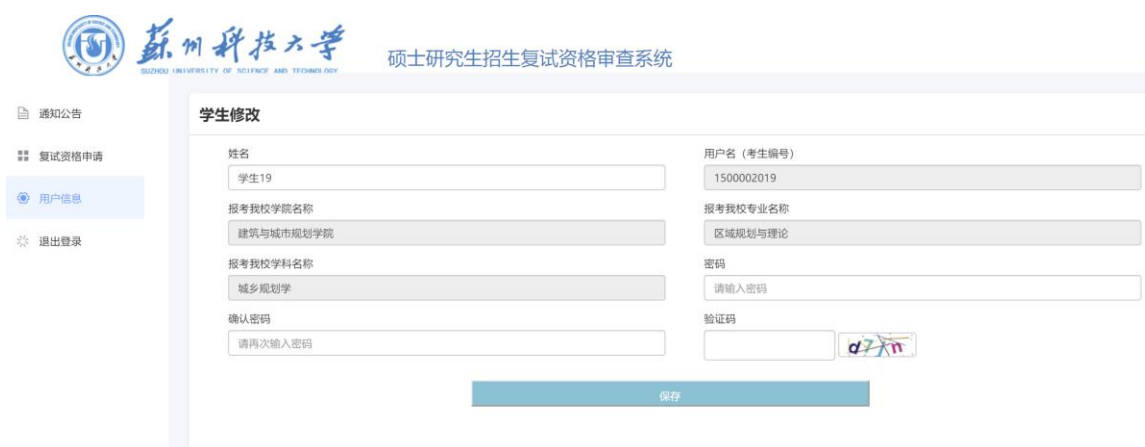 蘇州科技大学
SUZHOU UNIVERSITY OF SCIENCE AND TECHNOLOGY
硕士研究生招生复试资格审查系统
通知公告
复试资格申请
用户信息
退出登录
学生修改
姓名
学生19
用户名（考生编号）
1500002019
报考我校学院名称
建筑与城市规划学院
报考我校专业名称
区域规划与理论
报考我校学科名称
城乡规划学
密码
请输入密码
确认密码
请再次输入密码
验证码
保存